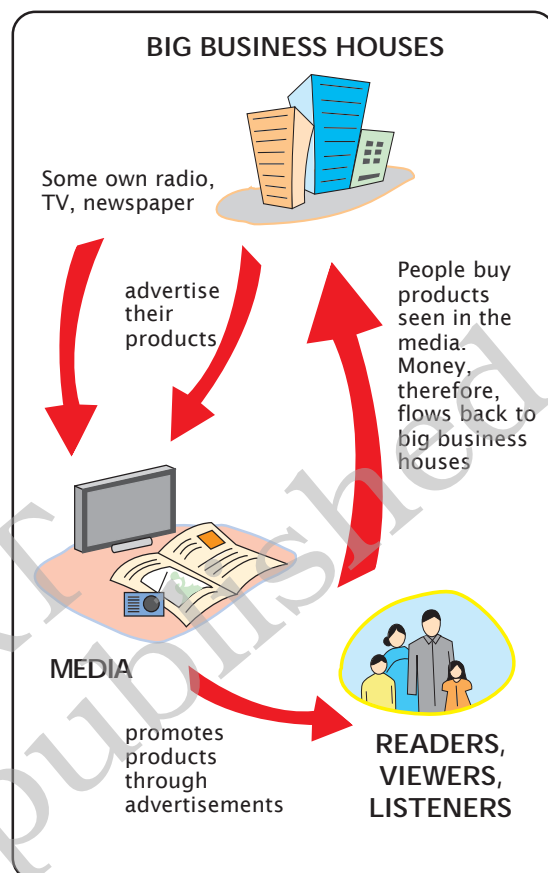 BIG BUSINESS HOUSES
Some own radio,
TV, newspaper
advertise
their
products
People buy
products
seen in the
media.
Money,
therefore,
flows back to
big business
houses
MEDIA
promotes
products
through
advertisements
READERS,
VIEWERS,
LISTENERS
published